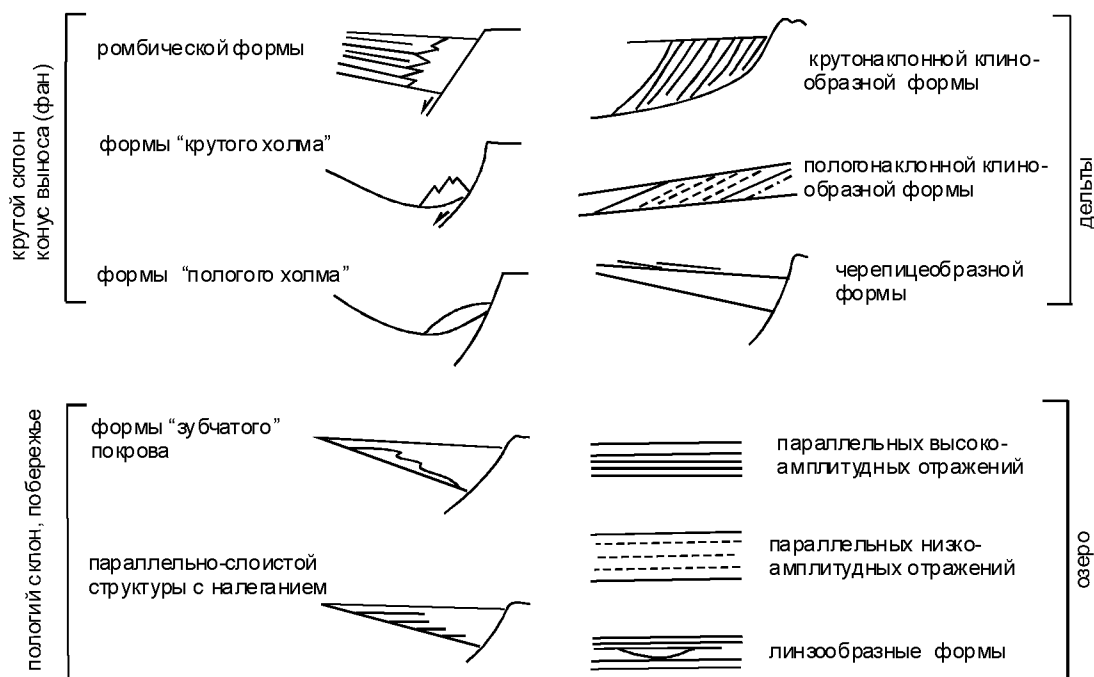 крутой склон
конус выноса (фан)
ромбической формы
формы “крутого холма”
формы “пологого холма”
крутонаклонной клино-
образной формы
пологонаклонной клино-
образной формы
черепицеобразной
формы
дельты
пологий склон, побережье
формы “зубчатого”
покрова
параллельно-слоистой
структуры с налеганием
параллельных высоко-
амплитудных отражений
параллельных низко-
амплитудных отражений
линзообразные формы
озеро